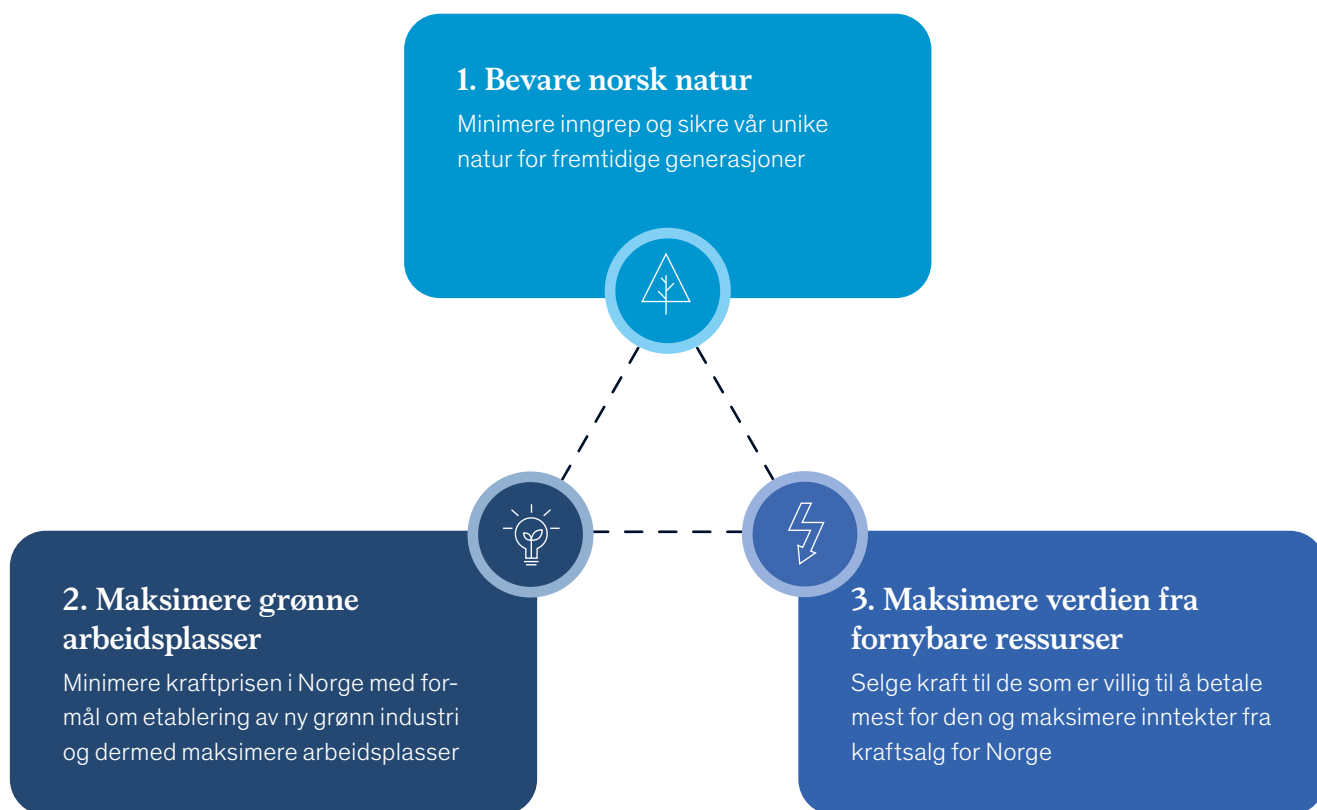 1. Bevare norsk natur
Minimere inngrep og sikre vår unike
natur for fremtidige generasjoner
2. Maksimere grønne
arbeidsplasser
Minimere kraftprisen i Norge med for-
mål om etablering av ny grønn industri
og dermed maksimere arbeidsplasser
3. Maksimere verdien fra
fornybare ressurser
Selge kraft til de som er villig til å betale
mest for den og maksimere inntekter fra
kraftsalg for Norge